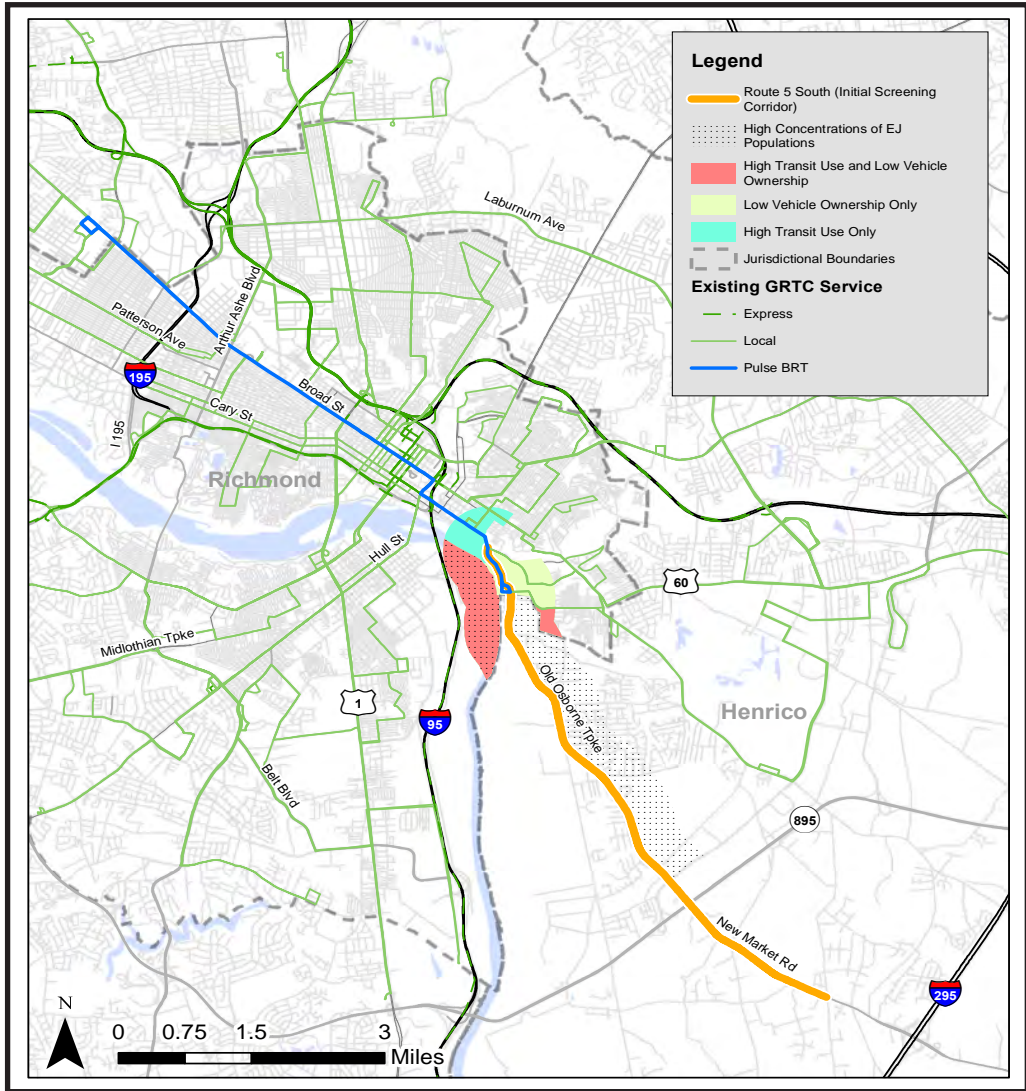 Legend
Route 5 South (Initial Screening
Corridor)
High Concentrations of EJ
Populations
High Transit Use and Low Vehicle
Ownership
Low Vehicle Ownership Only
High Transit Use Only
Jurisdictional Boundaries
Existing GRTC Service
Express
Local
Pulse BRT
Laburnum Ave
Patterson Ave
Arthur Ashe Blvd
195
I 195
Broad St
Cary St
Richmond
Hull St
60
Midlothian Tpke
1
95
Old Osborne Tpke
Henrico
Belt Blvd
895
New Market Rd
295
N
0 0.75 1.5 3
Miles